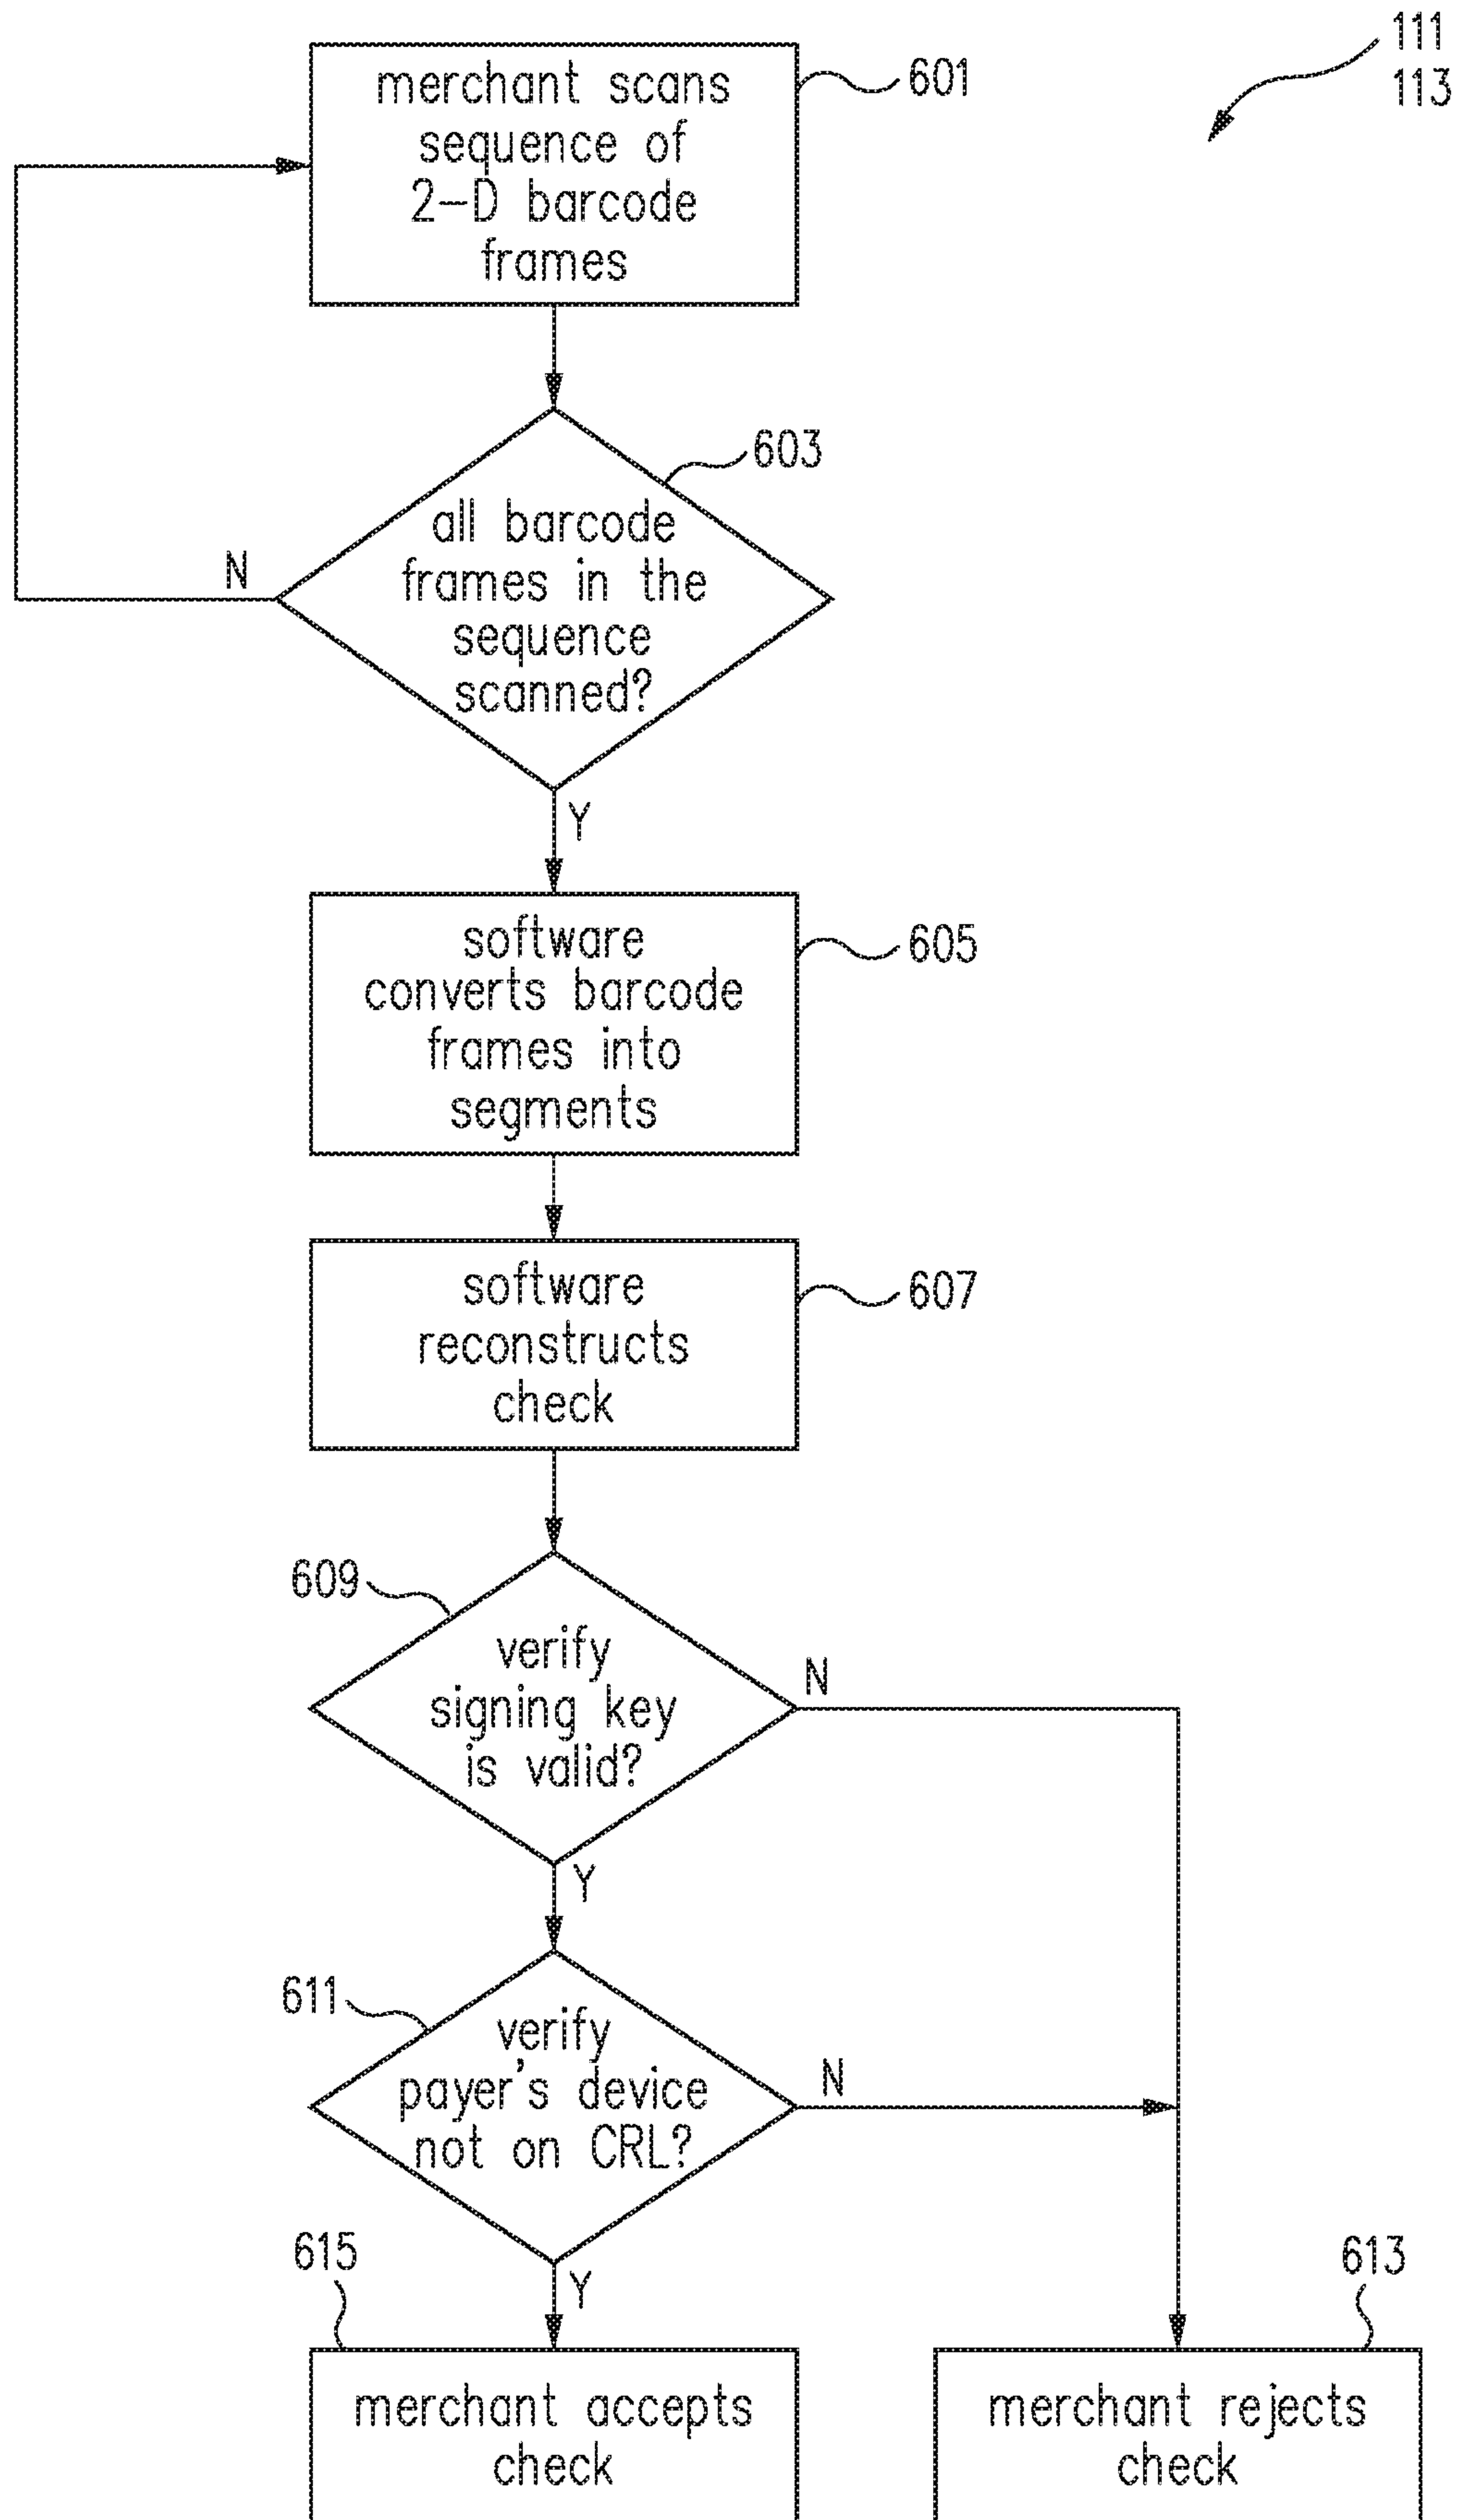 111
113
merchant scans
sequence of
2-D barcode
frames
601
603
all barcode
frames in the
sequence
scanned?
N
Y
software
converts barcode
frames into
segments
605
software
reconstructs
check
607
609
verify
signing key
is valid?
N
Y
611
verify
payer's device
not on CRL?
N
Y
615
merchant accepts
check
613
merchant rejects
check